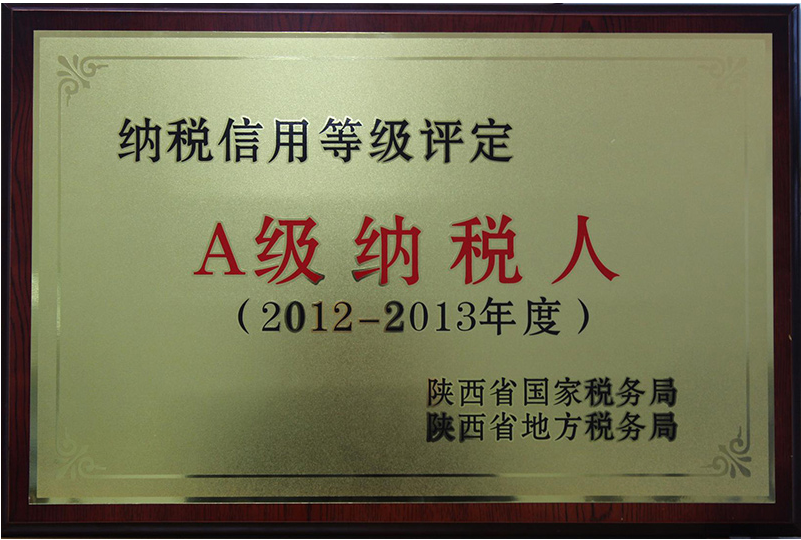 纳税信用等级评定
A级纳税人
（2012-2013年度）
陕西省国家税务局
陕西省地方税务局